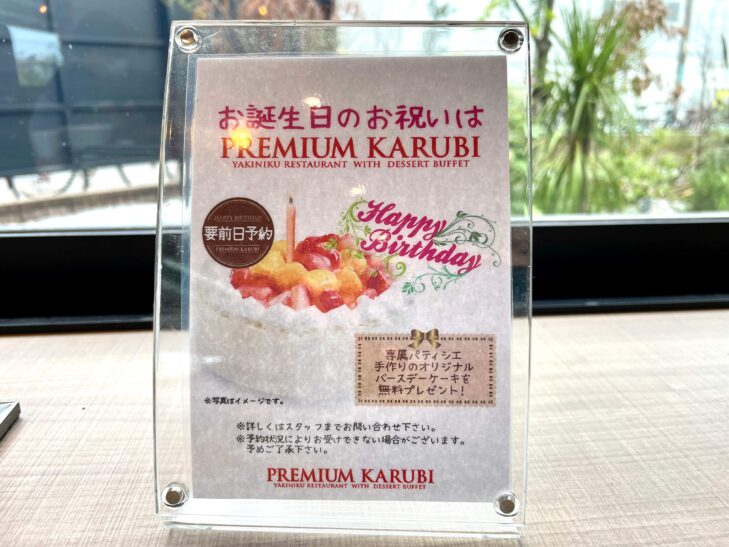 お誕生日のお祝いは
PREMIUM KARUBI
YAKINIKU RESTAURANT WITH DESSERT BUFFET
HAPPY BIRTHDAY
要前日予約
PREMIUM KARUBI
Happy
Birthday
専属パティシエ
手作りのオリジナル
バースデーケーキを
無料プレゼント!
※写真はイメージです。
※詳しくはスタッフまでお問い合わせ下さい。
※予約状況によりお受けできない場合がございます。
予めご了承下さい。
PREMIUM KARUBI
YAKINIKU RESTAURANT WITH DESSERT BUFFET